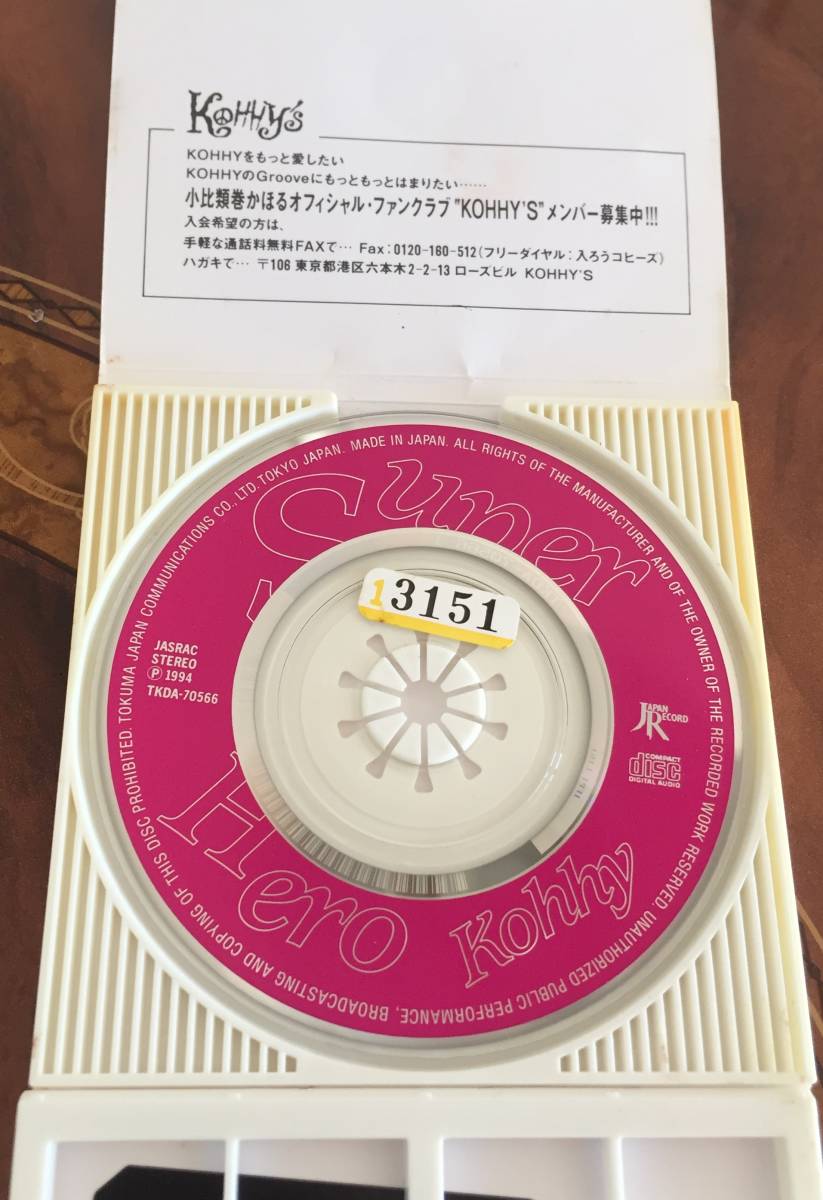 KOHHY's
KOHHYをもっと愛したい
KOHHYのGrooveにもっともっとはまりたい……
小比類巻かほるオフィシャル・ファンクラブ"KOHHY'S"メンバー募集中!!!
入会希望の方は、
手軽な通話料無料FAXで… Fax:0120-160-512(フリーダイヤル:入ろうコヒーズ)
ハガキで… 〒106 東京都港区六本木2-2-13 ローズビル KOHHY'S
TOKUMA JAPAN COMMUNICATIONS CO., LTD. TOKYO JAPAN. MADE IN JAPAN. ALL RIGHTS OF THE MANUFACTURER AND OF THE OWNER OF THE RECORDED WORK RESERVED. UNAUTHORIZED PUBLIC PERFORMANCE, BROADCASTING AND COPYING OF THIS DISC PROHIBITED.
Super
13151
JASRAC
STEREO
Ⓟ 1994
TKDA-70566
JAPAN
RECORD
COMPACT
disc
DIGITAL AUDIO
Hero
Kohhy